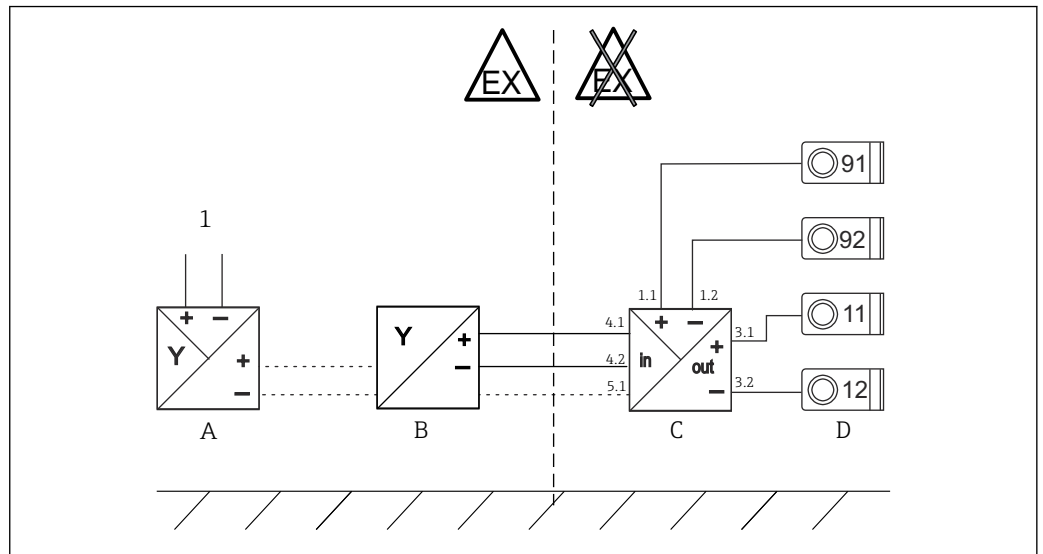 EX EX
91
1
92
1.1 1.2
+ − 4.1 + − 3.1 11
Y + Y + 4.2 in out +
− − 5.1 − 3.2 12
A B C D